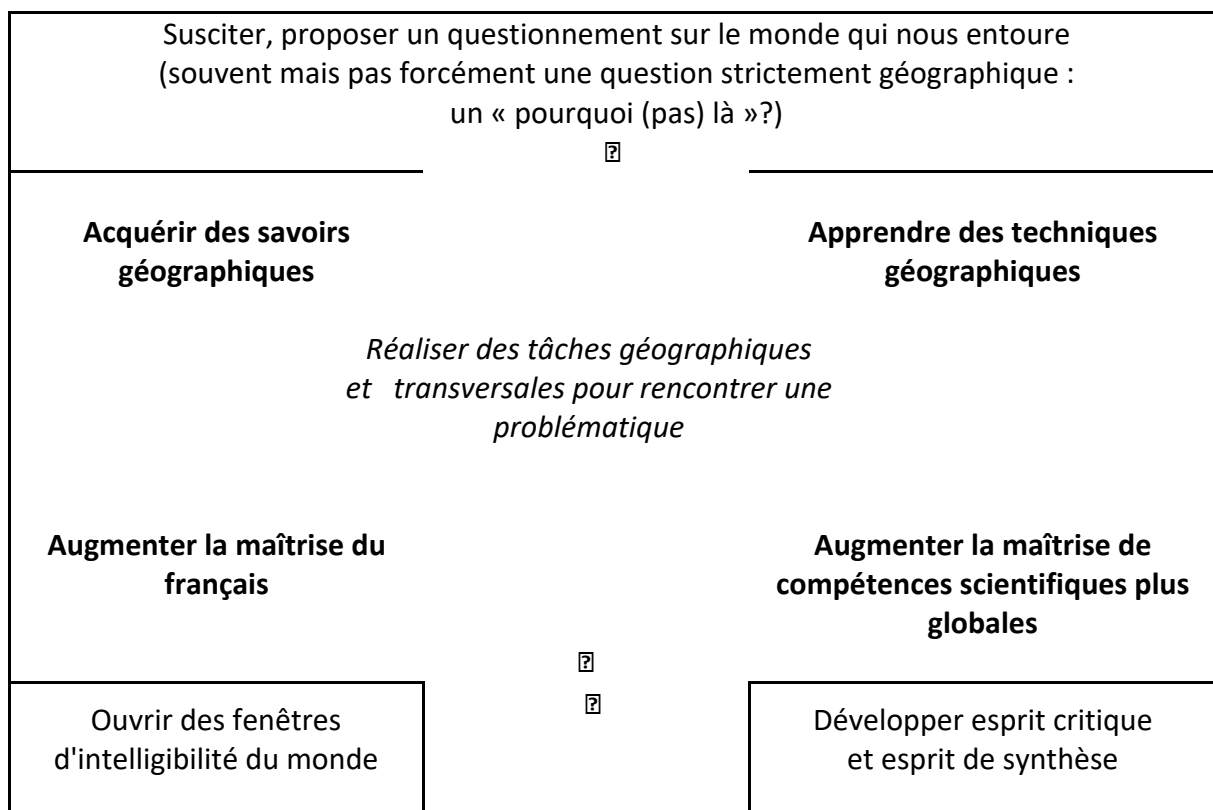 Susciter, proposer un questionnement sur le monde qui nous entoure
(souvent mais pas forcément une question strictement géographique :
un « pourquoi (pas) là »?)
Acquérir des savoirs
géographiques
Apprendre des techniques
géographiques
Réaliser des tâches géographiques
et transversales pour rencontrer une
problématique
Augmenter la maîtrise du
français
Augmenter la maîtrise de
compétences scientifiques plus
globales
Ouvrir des fenêtres
d'intelligibilité du monde
Développer esprit critique
et esprit de synthèse